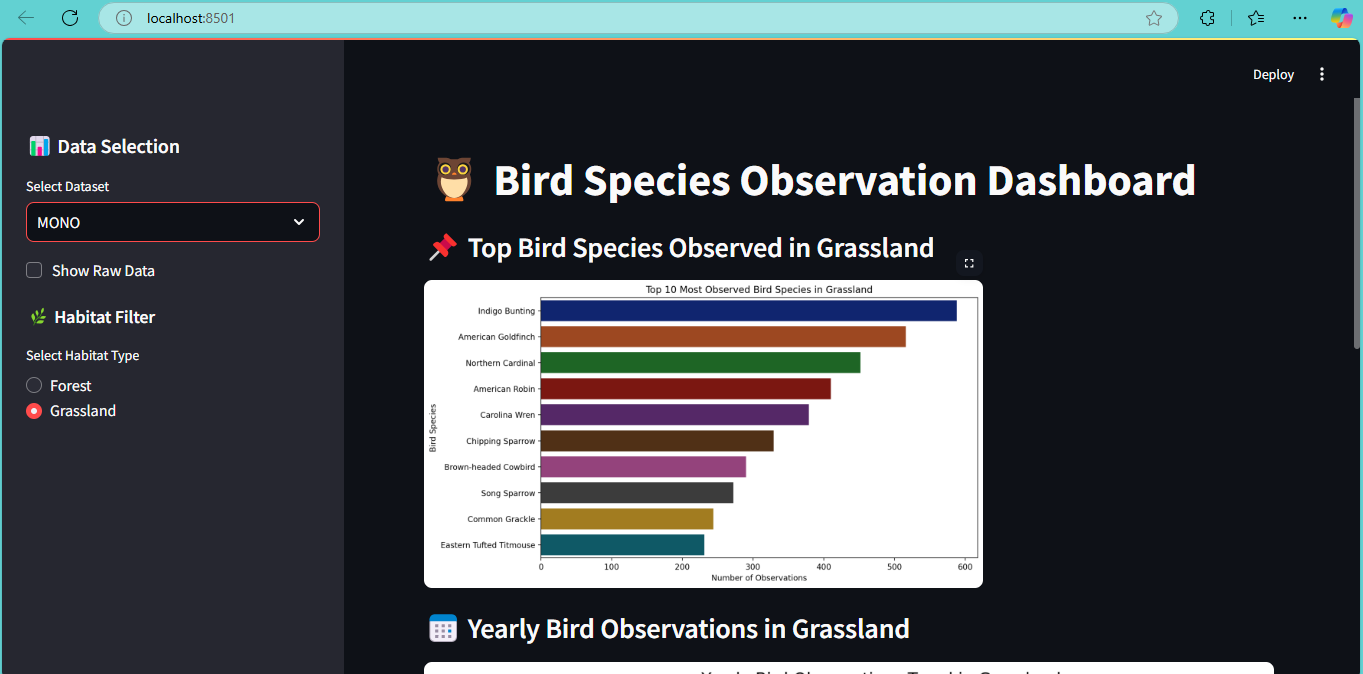 localhost:8501
Deploy
Data Selection
Select Dataset
MONO
Show Raw Data
Habitat Filter
Select Habitat Type
Forest
Grassland
Bird Species Observation Dashboard
Top Bird Species Observed in Grassland
Top 10 Most Observed Bird Species in Grassland
Bird Species
Indigo Bunting
American Goldfinch
Northern Cardinal
American Robin
Carolina Wren
Chipping Sparrow
Brown-headed Cowbird
Song Sparrow
Common Grackle
Eastern Tufted Titmouse
0 100 200 300 400 500 600
Number of Observations
Yearly Bird Observations in Grassland